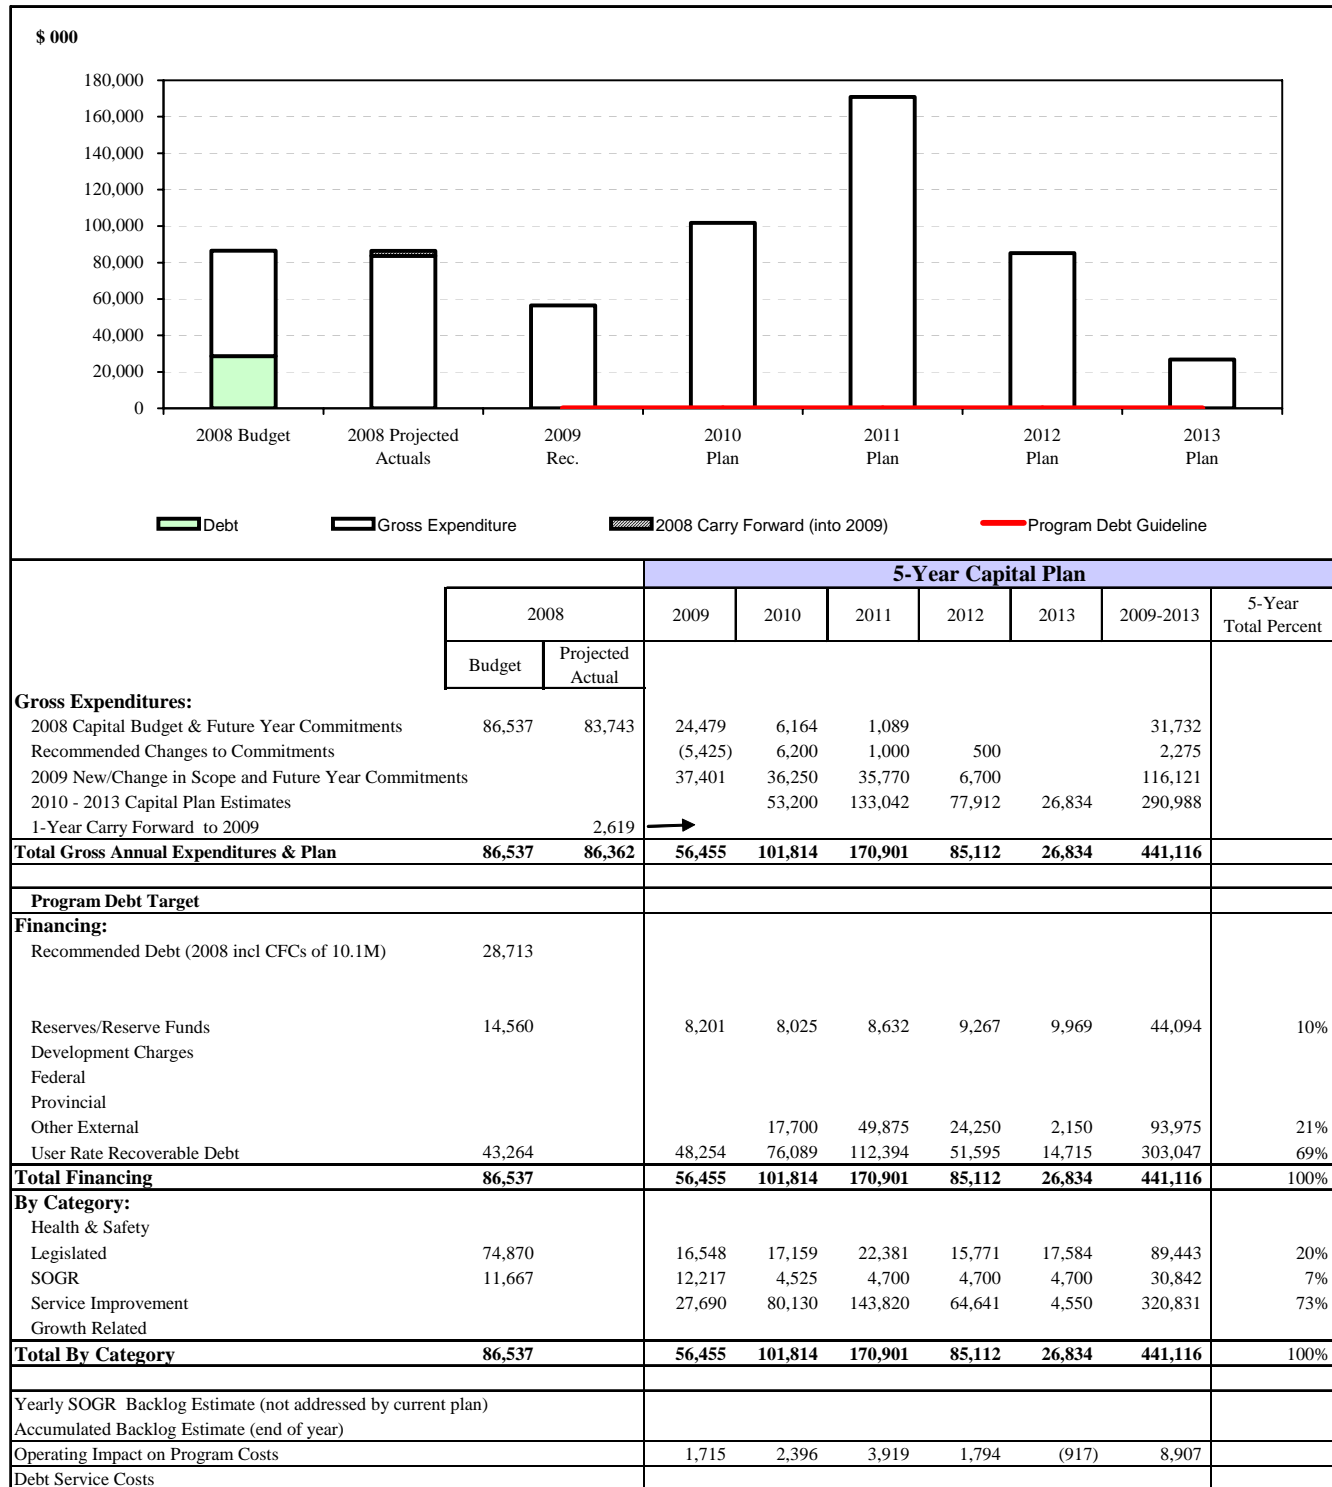 $ 000
180,000
160,000
140,000
120,000
100,000
80,000
60,000
40,000
20,000
0
2008 Budget 2008 Projected Actuals 2009 Rec. 2010 Plan 2011 Plan 2012 Plan 2013 Plan
Debt Gross Expenditure 2008 Carry Forward (into 2009) Program Debt Guideline
5-Year Capital Plan
2008 2009 2010 2011 2012 2013 2009-2013 5-Year Total Percent
Budget Projected Actual
Gross Expenditures:
2008 Capital Budget & Future Year Commitments 86,537 83,743 24,479 6,164 1,089 31,732
Recommended Changes to Commitments (5,425) 6,200 1,000 500 2,275
2009 New/Change in Scope and Future Year Commitments 37,401 36,250 35,770 6,700 116,121
2010 - 2013 Capital Plan Estimates 53,200 133,042 77,912 26,834 290,988
1-Year Carry Forward to 2009 2,619
Total Gross Annual Expenditures & Plan 86,537 86,362 56,455 101,814 170,901 85,112 26,834 441,116
Program Debt Target
Financing:
Recommended Debt (2008 incl CFCs of 10.1M) 28,713
Reserves/Reserve Funds 14,560 8,201 8,025 8,632 9,267 9,969 44,094 10%
Development Charges
Federal
Provincial
Other External 17,700 49,875 24,250 2,150 93,975 21%
User Rate Recoverable Debt 43,264 48,254 76,089 112,394 51,595 14,715 303,047 69%
Total Financing 86,537 56,455 101,814 170,901 85,112 26,834 441,116 100%
By Category:
Health & Safety
Legislated 74,870 16,548 17,159 22,381 15,771 17,584 89,443 20%
SOGR 11,667 12,217 4,525 4,700 4,700 4,700 30,842 7%
Service Improvement 27,690 80,130 143,820 64,641 4,550 320,831 73%
Growth Related
Total By Category 86,537 56,455 101,814 170,901 85,112 26,834 441,116 100%
Yearly SOGR Backlog Estimate (not addressed by current plan)
Accumulated Backlog Estimate (end of year)
Operating Impact on Program Costs 1,715 2,396 3,919 1,794 (917) 8,907
Debt Service Costs